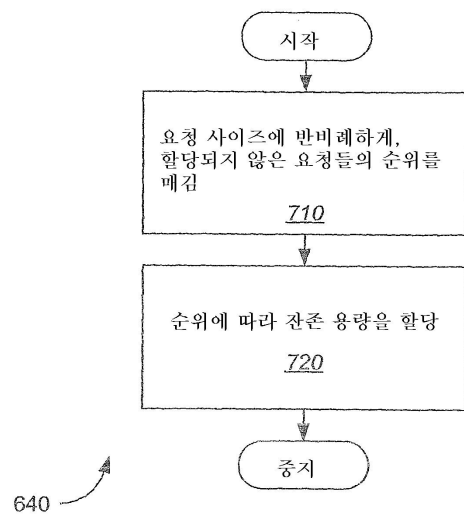 시작
요청 사이즈에 반비례하게,
할당되지 않은 요청들의 순위를
매김
710
순위에 따라 잔존 용량을 할당
720
중지
640